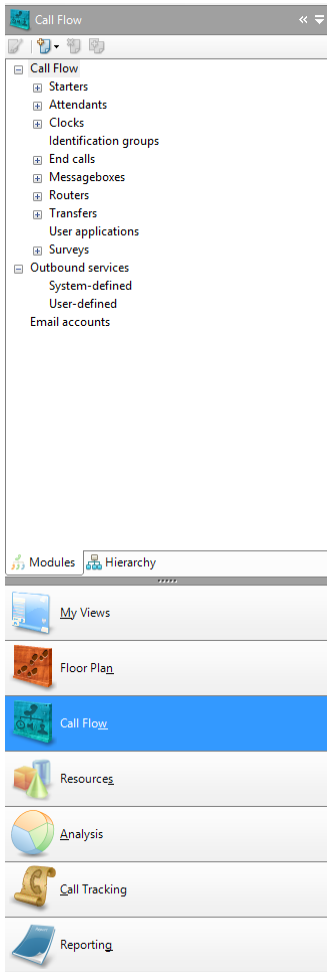 Call Flow
Call Flow
Starters
Attendants
Clocks
Identification groups
End calls
Messageboxes
Routers
Transfers
User applications
Surveys
Outbound services
System-defined
User-defined
Email accounts
Modules Hierarchy
My Views
Floor Plan
Call Flow
Resources
Analysis
Call Tracking
Reporting